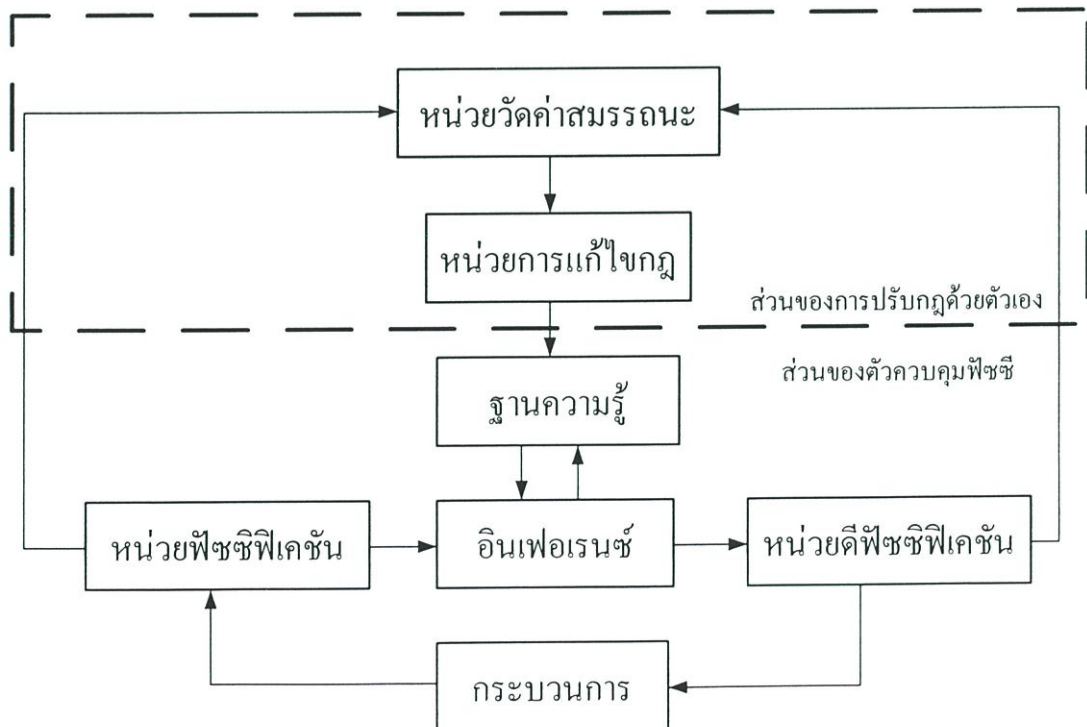 หน่วยวัดค่าสมรรถนะ
หน่วยการแก้ไขกฎ
ส่วนของการปรับกฎด้วยตัวเอง
ส่วนของตัวควบคุมฟัซซี
ฐานความรู้
หน่วยฟัซซิฟิเคชัน
อินเฟอเรนซ์
หน่วยดีฟัซซิฟิเคชัน
กระบวนการ